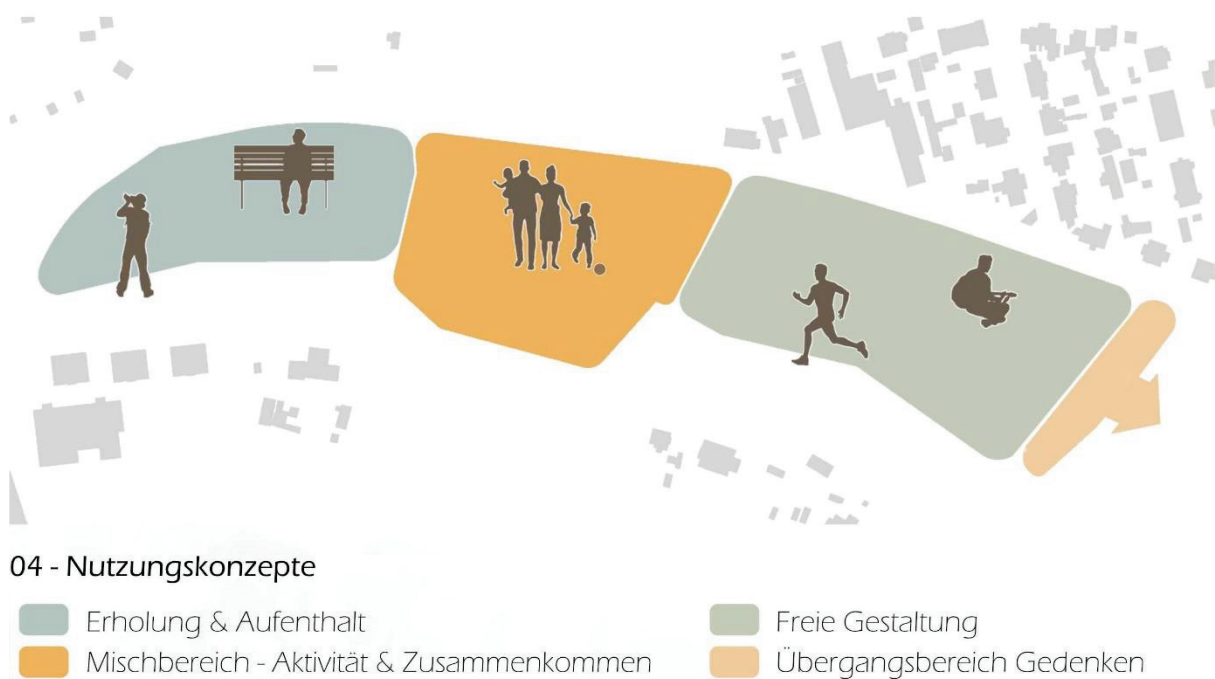 04 - Nutzungskonzepte
Erholung & Aufenthalt
Mischbereich - Aktivität & Zusammenkommen
Freie Gestaltung
Übergangsbereich Gedenken